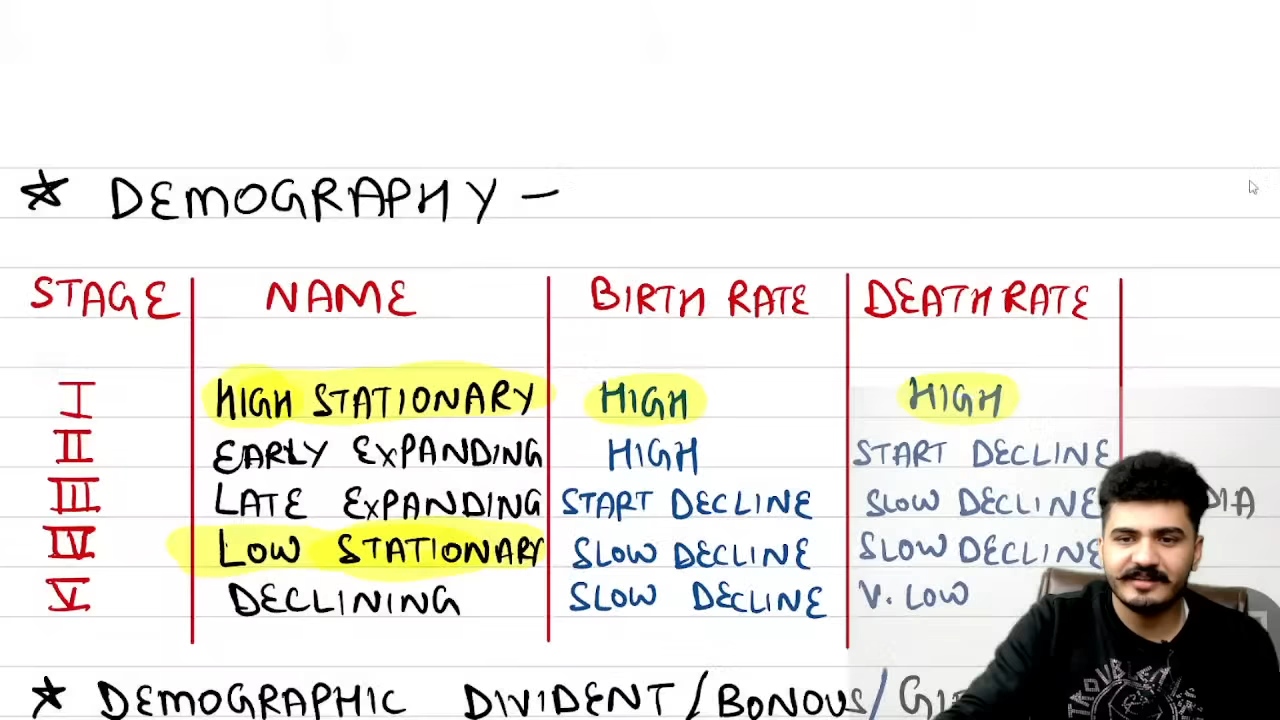 ★ DEMOGRAPHY –
STAGE NAME BIRTH RATE DEATH RATE
I HIGH STATIONARY HIGH HIGH
II EARLY EXPANDING HIGH START DECLINE
III LATE EXPANDING START DECLINE SLOW DECLINE
IV LOW STATIONARY SLOW DECLINE SLOW DECLINE
V DECLINING SLOW DECLINE V. LOW
★ DEMOGRAPHIC DIVIDENT/BONOUS/